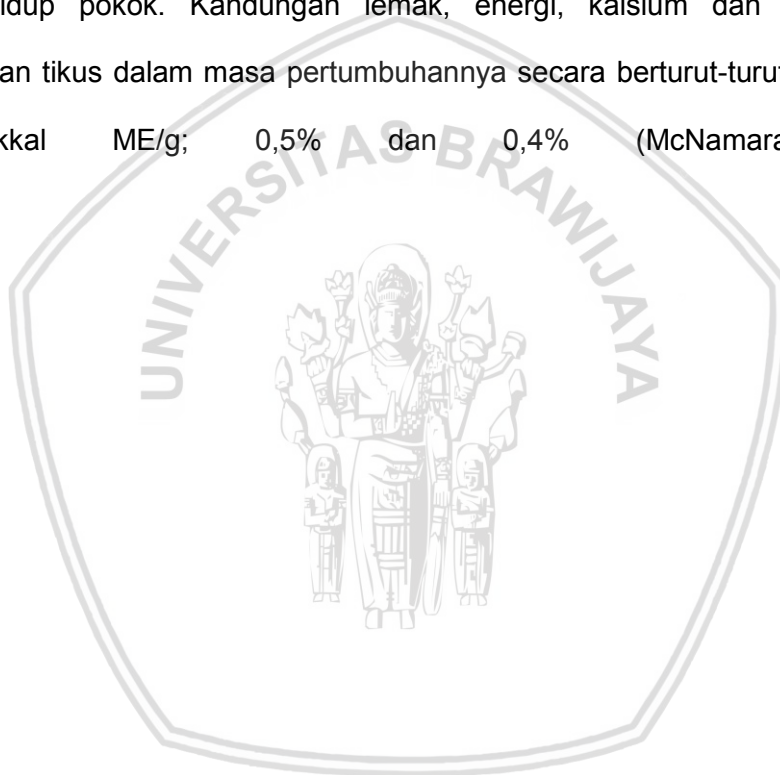 idup pokok. Kandungan lemak, energi, kalsium dan
an tikus dalam masa pertumbuhannya secara berturut-turut
kkal ME/g; 0,5% dan 0,4% (McNamara
UNIVERSITAS BRAWIJAYA